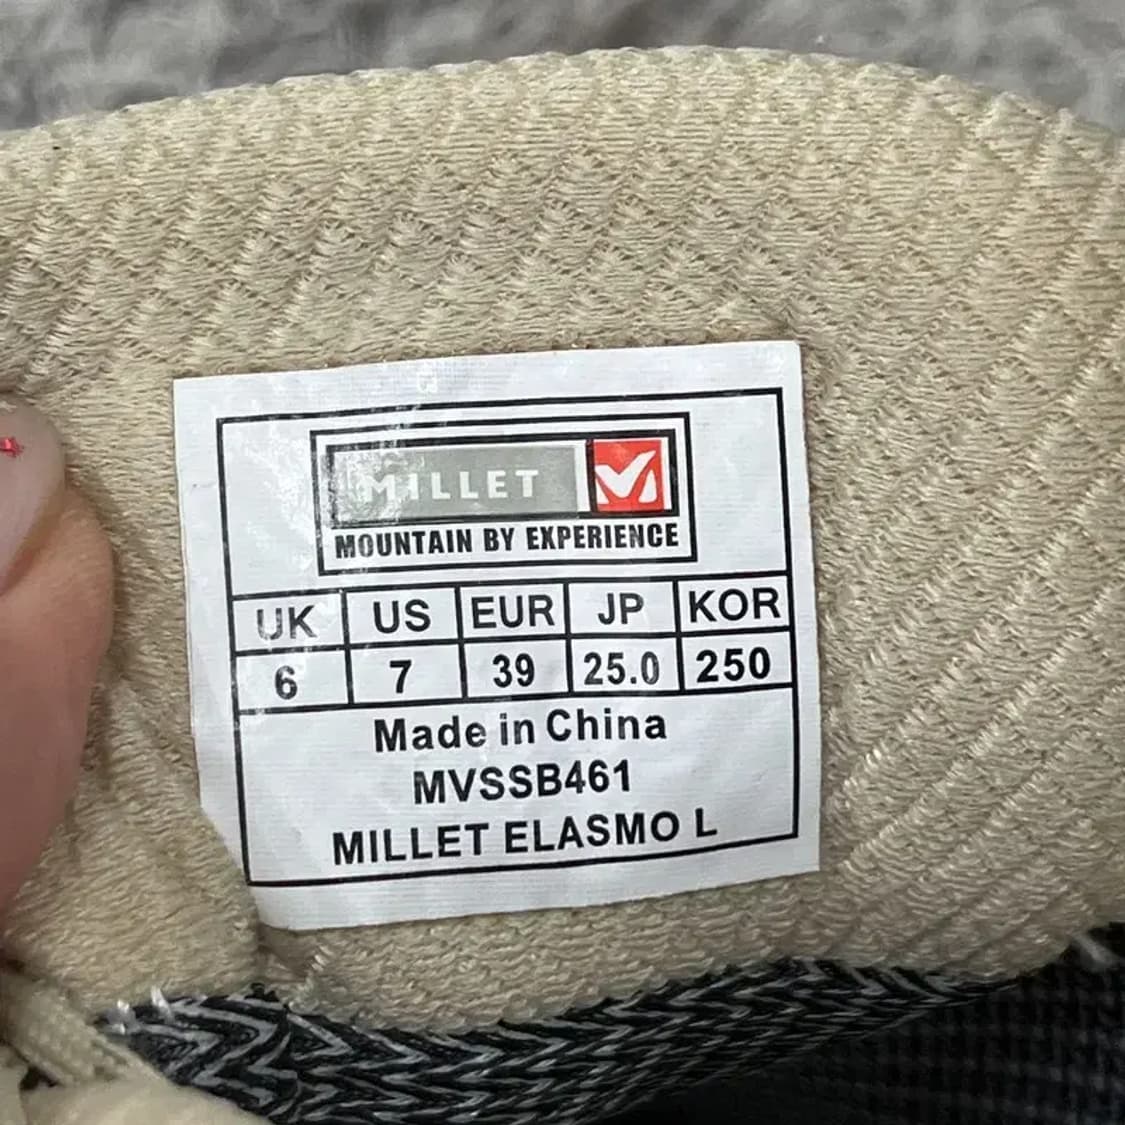 MILLET
MOUNTAIN BY EXPERIENCE
UK US EUR JP KOR
6 7 39 25.0 250
Made in China
MVSSB461
MILLET ELASMO L